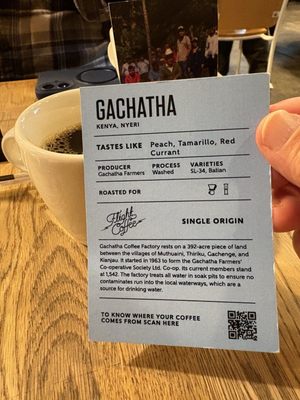 GACHATHA
KENYA, NYERI
TASTES LIKE Peach, Tamarillo, Red
Currant
PRODUCER PROCESS VARIETIES
Gachatha Farmers Washed SL-34, Batian
ROASTED FOR
Flight
Coffee
SINGLE ORIGIN
Gachatha Coffee Factory rests on a 392-acre piece of land
between the villages of Muthuaini, Thiriku, Gachenge, and
Kianjau. It started in 1963 to form the Gachatha Farmers'
Co-operative Society Ltd. Co-op. Its current members stand
at 1,542. The factory treats all water in soak pits to ensure no
contaminates run into the local waterways, which are a
source for drinking water.
TO KNOW WHERE YOUR COFFEE
COMES FROM SCAN HERE